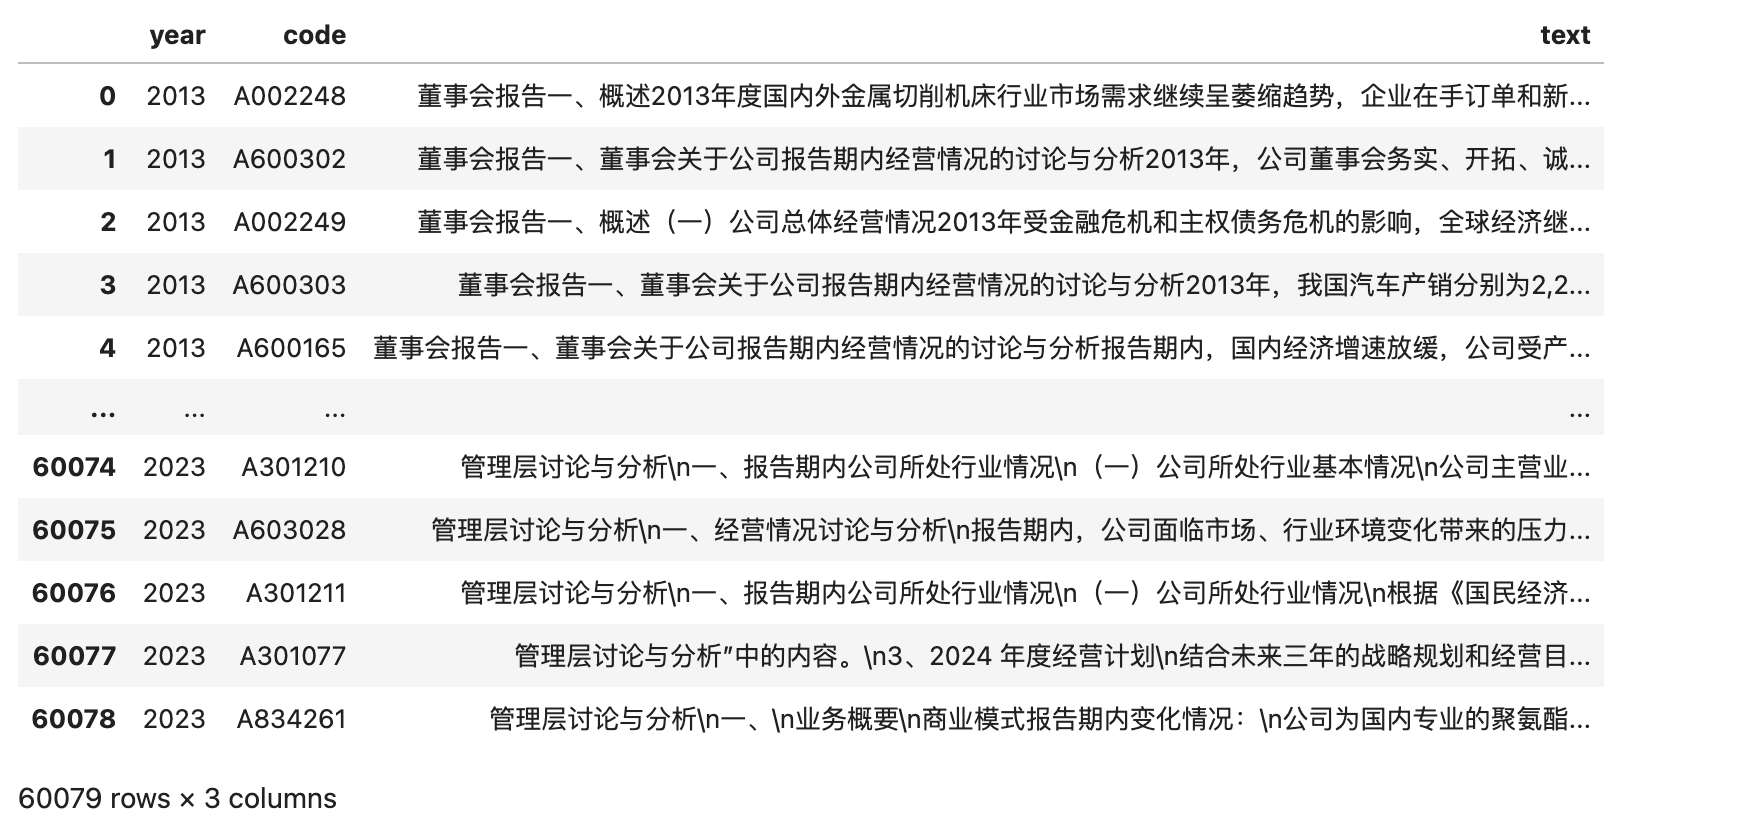 year code text
0 2013 A002248 董事会报告一、概述2013年度国内外金属切削机床行业市场需求继续呈萎缩趋势，企业在手订单和新...
1 2013 A600302 董事会报告一、董事会关于公司报告期内经营情况的讨论与分析2013年，公司董事会务实、开拓、诚...
2 2013 A002249 董事会报告一、概述（一）公司总体经营情况2013年受金融危机和主权债务危机的影响，全球经济继...
3 2013 A600303 董事会报告一、董事会关于公司报告期内经营情况的讨论与分析2013年，我国汽车产销分别为2,2...
4 2013 A600165 董事会报告一、董事会关于公司报告期内经营情况的讨论与分析报告期内，国内经济增速放缓，公司受产...
... ... ... ...
60074 2023 A301210 管理层讨论与分析\n一、报告期内公司所处行业情况\n（一）公司所处行业基本情况\n公司主营业...
60075 2023 A603028 管理层讨论与分析\n一、经营情况讨论与分析\n报告期内，公司面临市场、行业环境变化带来的压力...
60076 2023 A301211 管理层讨论与分析\n一、报告期内公司所处行业情况\n（一）公司所处行业情况\n根据《国民经济...
60077 2023 A301077 管理层讨论与分析”中的内容。\n3、2024 年度经营计划\n结合未来三年的战略规划和经营目...
60078 2023 A834261 管理层讨论与分析\n一、\n业务概要\n商业模式报告期内变化情况：\n公司为国内专业的聚氨酯...
60079 rows × 3 columns